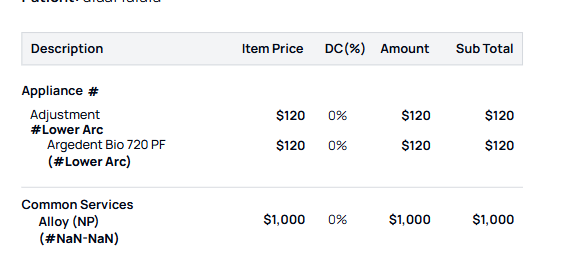 Description Item Price DC(%) Amount Sub Total
Appliance #
Adjustment $120 0% $120 $120
#Lower Arc
Argedent Bio 720 PF $120 0% $120 $120
(#Lower Arc)
Common Services
Alloy (NP) $1,000 0% $1,000 $1,000
(#NaN-NaN)